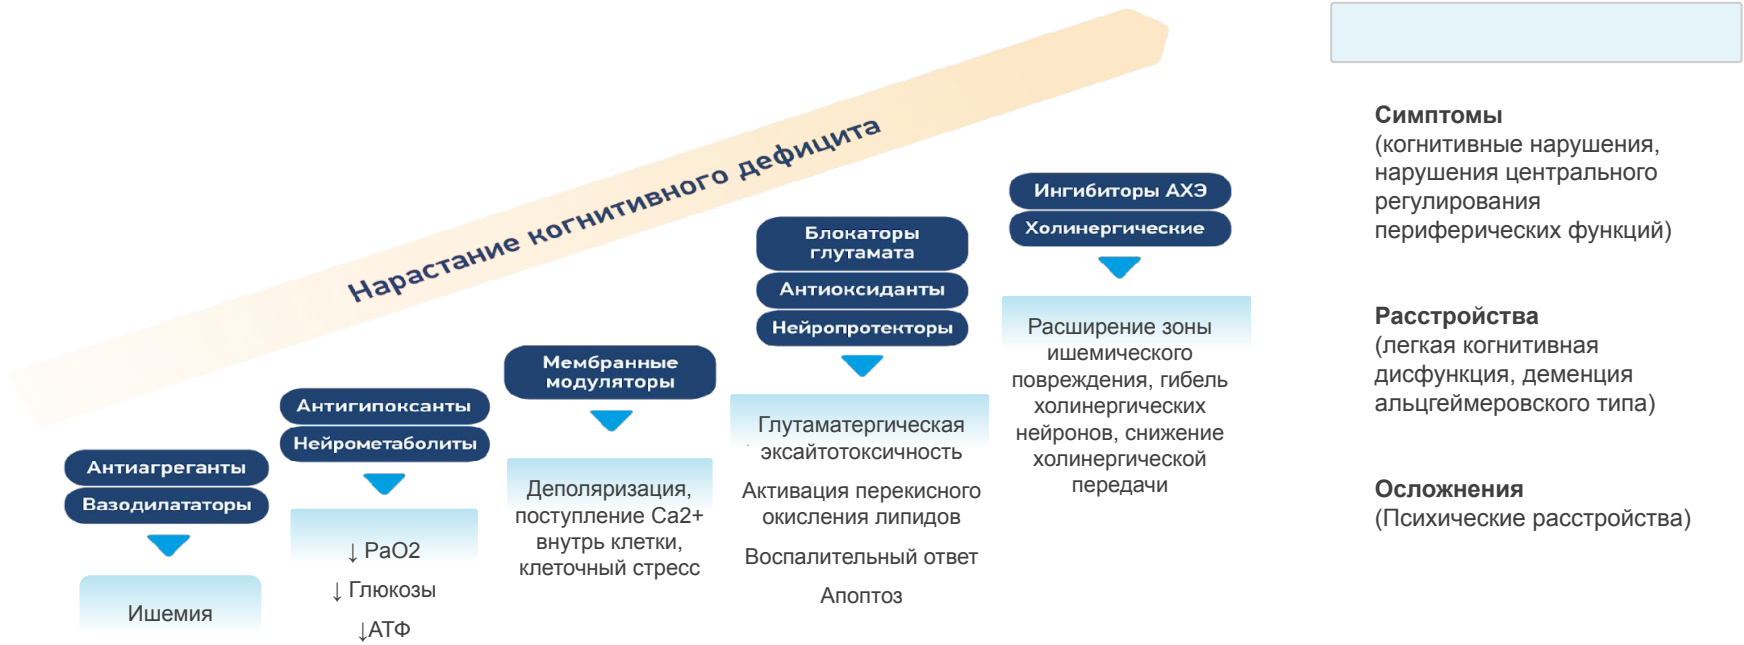 Нарастание когнитивного дефицита
Антиагреганты
Вазодилататоры
Ишемия
Антигипоксанты
Нейрометаболиты
↓ PaO2
↓ Глюкозы
↓АТФ
Мембранные
модуляторы
Деполяризация,
поступление Ca2+
внутрь клетки,
клеточный стресс
Блокаторы
глутамата
Антиоксиданты
Нейропротекторы
Глутаматергическая
эксайтотоксичность
Активация перекисного
окисления липидов
Воспалительный ответ
Апоптоз
Ингибиторы АХЭ
Холинергические
Расширение зоны
ишемического
повреждения, гибель
холинергических
нейронов, снижение
холинергической
передачи
Симптомы
(когнитивные нарушения,
нарушения центрального
регулирования
периферических функций)
Расстройства
(легкая когнитивная
дисфункция, деменция
альцгеймеровского типа)
Осложнения
(Психические расстройства)